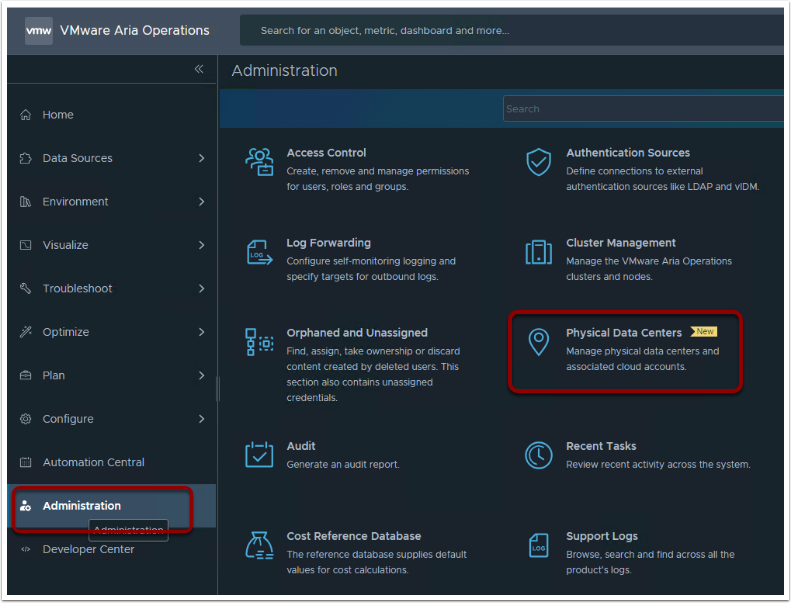 vmw VMware Aria Operations
Search for an object, metric, dashboard and more...
Administration
Search
Home
Data Sources
Environment
Visualize
Troubleshoot
Optimize
Plan
Configure
Automation Central
Administration
Administration
Developer Center
Access Control
Create, remove and manage permissions
for users, roles and groups.
Authentication Sources
Define connections to external
authentication sources like LDAP and vIDM.
LOG
Log Forwarding
Configure self-monitoring logging and
specify targets for outbound logs.
Cluster Management
Manage the VMware Aria Operations
clusters and nodes.
Orphaned and Unassigned
Find, assign, take ownership or discard
content created by deleted users. This
section also contains unassigned
credentials.
Physical Data Centers New
Manage physical data centers and
associated cloud accounts.
Audit
Generate an audit report.
Recent Tasks
Review recent activity across the system.
Cost Reference Database
The reference database supplies default
values for cost calculations.
LOG
Support Logs
Browse, search and find across all the
product's logs.